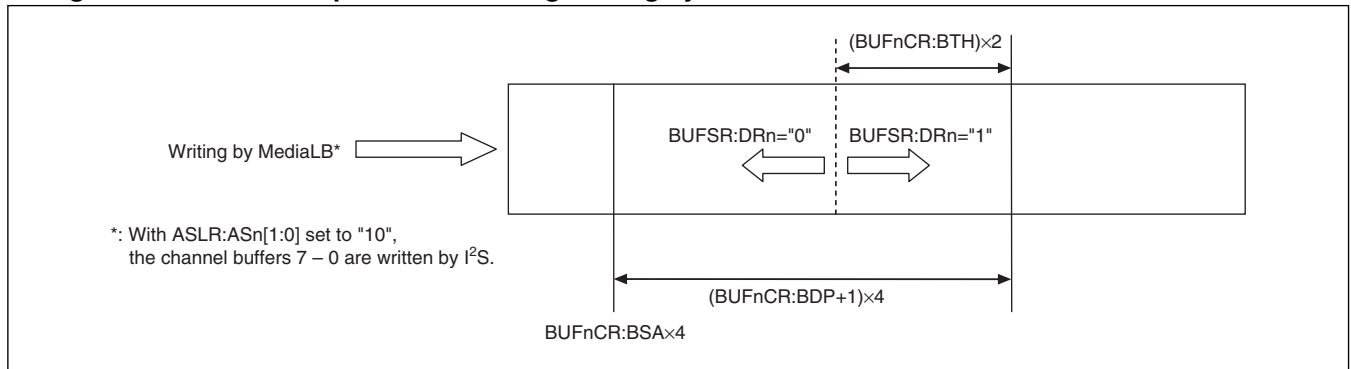 (BUFnCR:BTH)×2
BUFSR:DRn="0"
BUFSR:DRn="1"
Writing by MediaLB*
*: With ASLR:ASn[1:0] set to "10",
the channel buffers 7 – 0 are written by I²S.
(BUFnCR:BDP+1)×4
BUFnCR:BSA×4